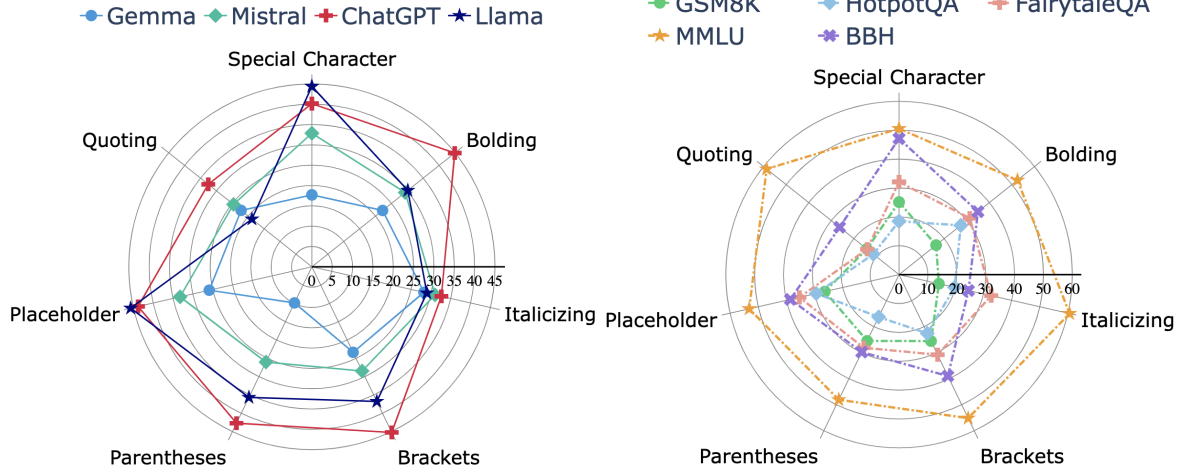 Gemma Mistral ChatGPT Llama
Special Character
Quoting
Bolding
0 5 10 15 20 25 30 35 40 45
Placeholder
Italicizing
Parentheses
Brackets
GSM8K HotpotQA FairytaleQA
MMLU BBH
Special Character
Quoting
Bolding
0 10 20 30 40 50 60
Placeholder
Italicizing
Parentheses
Brackets